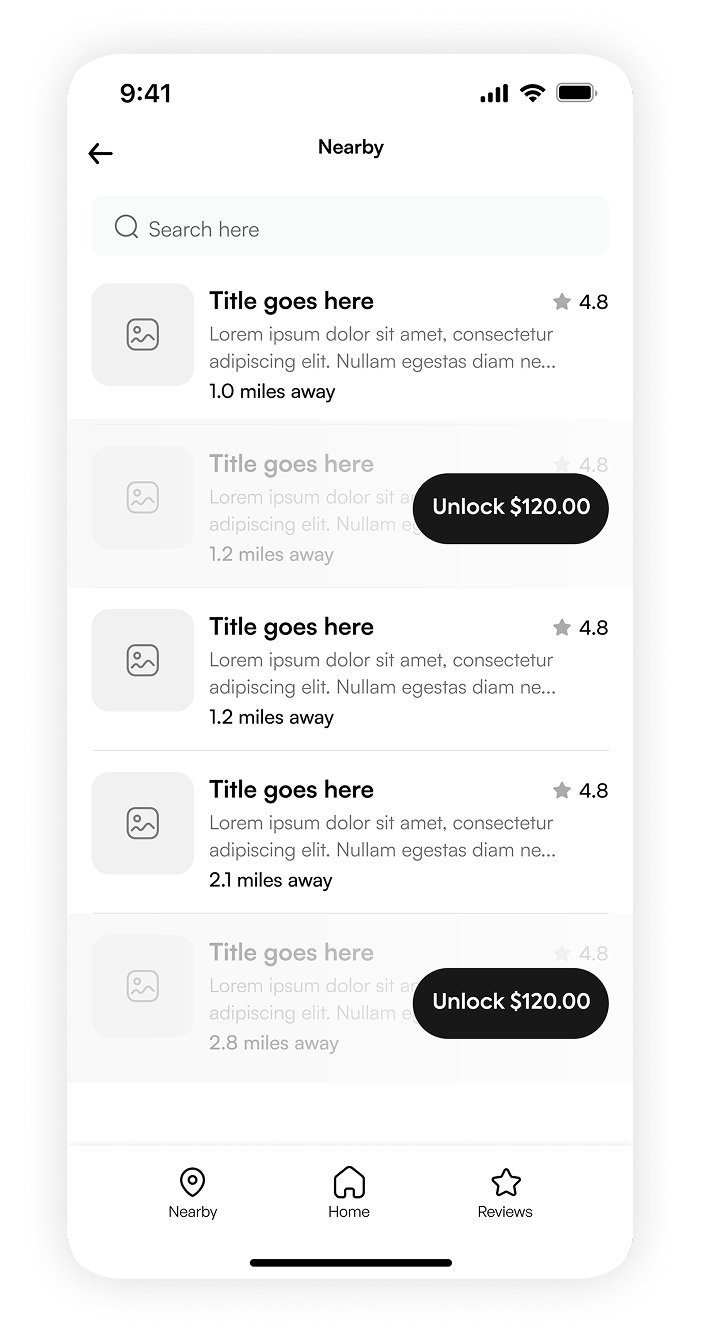 9:41
Nearby
Search here
Title goes here 4.8
Lorem ipsum dolor sit amet, consectetur
adipiscing elit. Nullam egestas diam ne...
1.0 miles away
Title goes here 4.8
Lorem ipsum dolor sit
adipiscing elit. Nullam
Unlock $120.00
1.2 miles away
Title goes here 4.8
Lorem ipsum dolor sit amet, consectetur
adipiscing elit. Nullam egestas diam ne...
1.2 miles away
Title goes here 4.8
Lorem ipsum dolor sit amet, consectetur
adipiscing elit. Nullam egestas diam ne...
2.1 miles away
Title goes here 4.8
Lorem ipsum dolor sit
adipiscing elit. Nullam
Unlock $120.00
2.8 miles away
Nearby Home Reviews